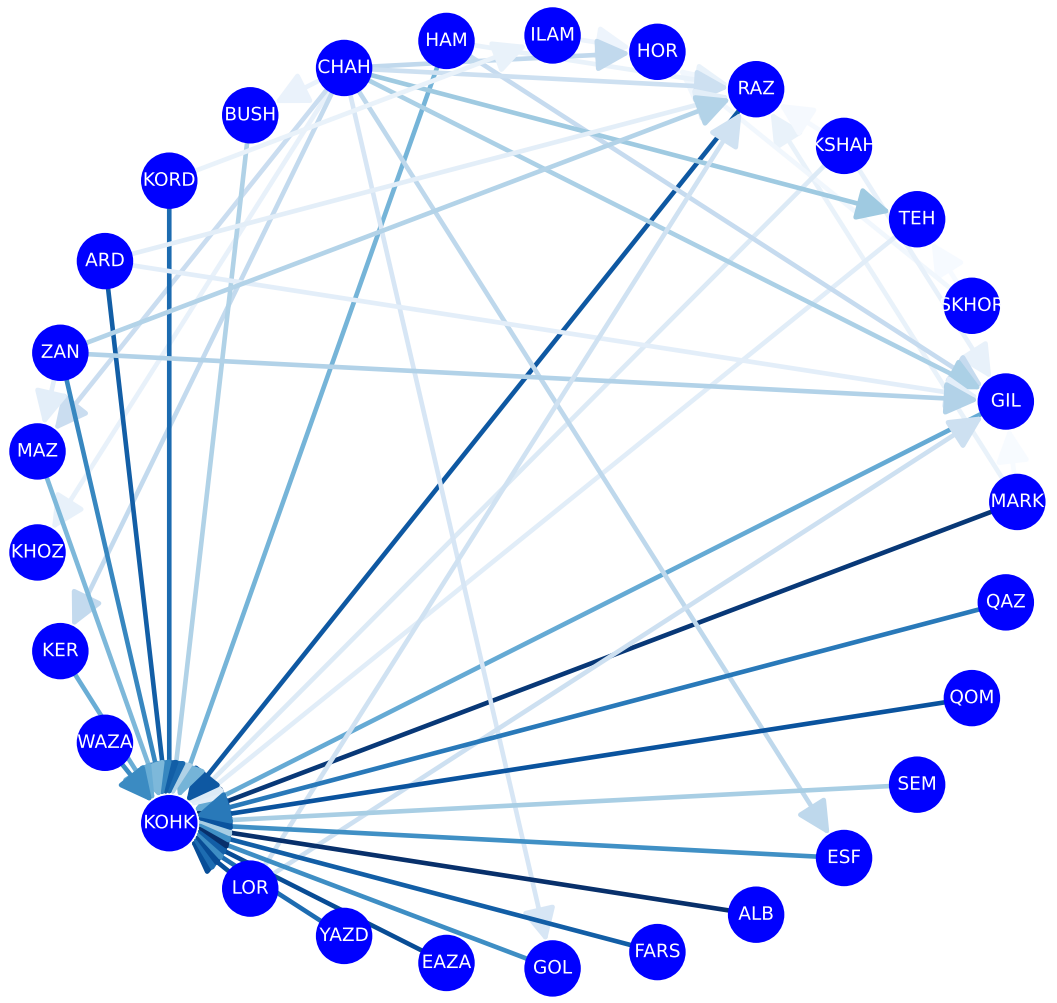 ILAM
HAM
HOR
CHAH
RAZ
BUSH
KSHAH
KORD
TEH
ARD
SKHOR
ZAN
GIL
MAZ
MARK
KHOZ
QAZ
KER
QOM
WAZA
SEM
KOHK
ESF
LOR
ALB
YAZD
FARS
EAZA
GOL